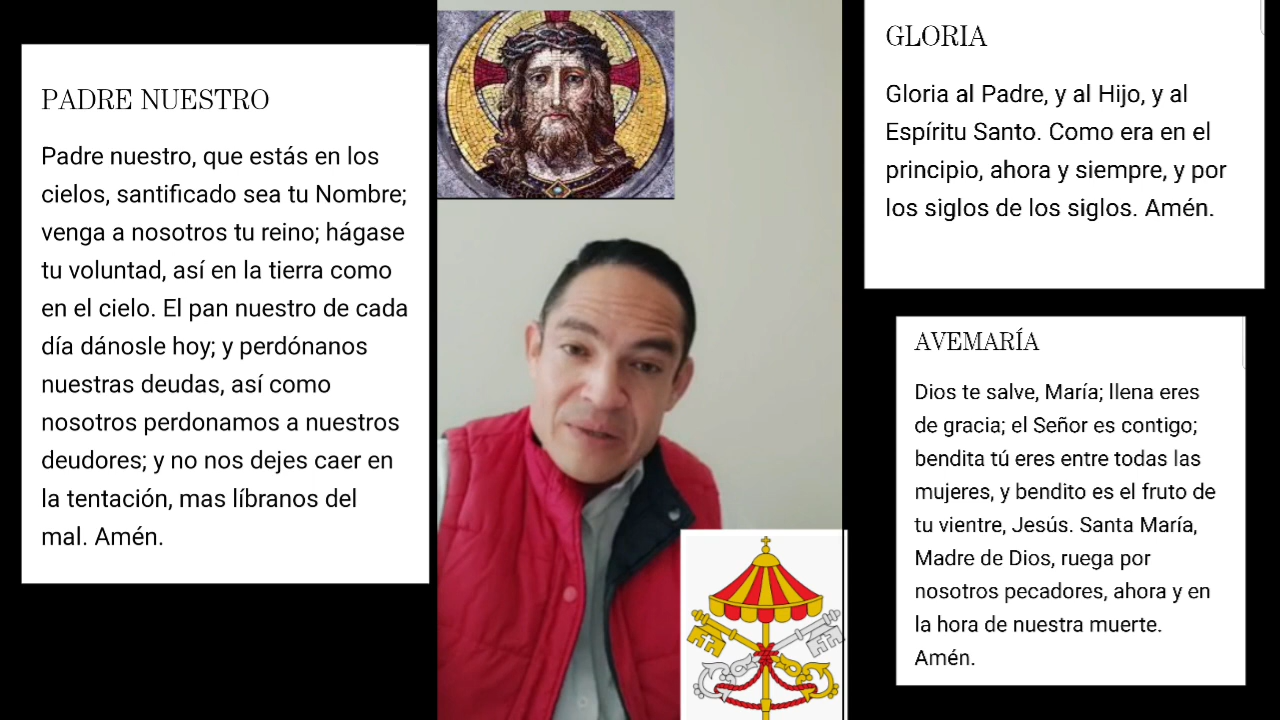 PADRE NUESTRO
Padre nuestro, que estás en los
cielos, santificado sea tu Nombre;
venga a nosotros tu reino; hágase
tu voluntad, así en la tierra como
en el cielo. El pan nuestro de cada
día dánosle hoy; y perdónanos
nuestras deudas, así como
nosotros perdonamos a nuestros
deudores; y no nos dejes caer en
la tentación, mas líbranos del
mal. Amén.
GLORIA
Gloria al Padre, y al Hijo, y al
Espíritu Santo. Como era en el
principio, ahora y siempre, y por
los siglos de los siglos. Amén.
AVEMARÍA
Dios te salve, María; llena eres
de gracia; el Señor es contigo;
bendita tú eres entre todas las
mujeres, y bendito es el fruto de
tu vientre, Jesús. Santa María,
Madre de Dios, ruega por
nosotros pecadores, ahora y en
la hora de nuestra muerte.
Amén.